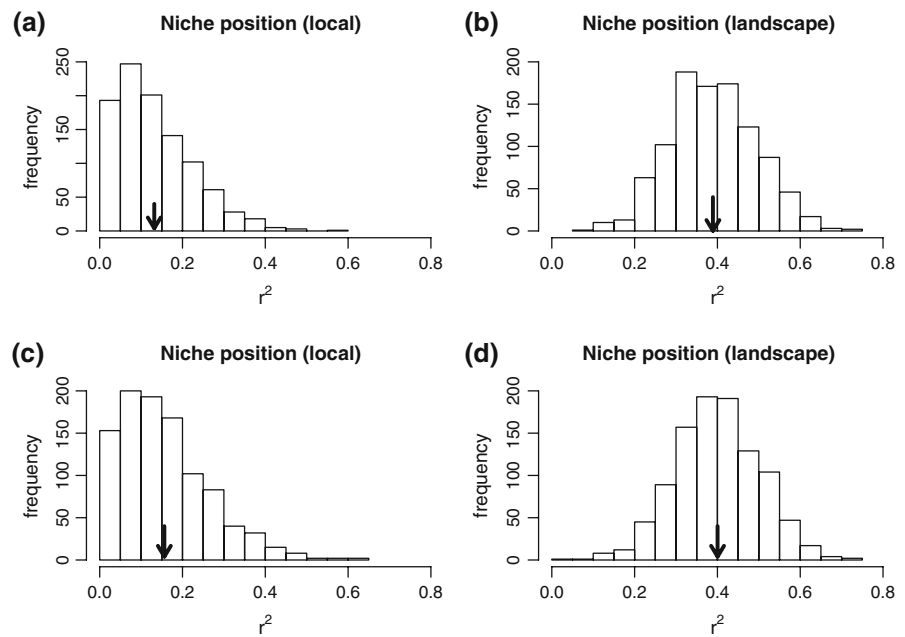 (a) Niche position (local)
frequency
0 50 150 250
0.0 0.2 0.4 0.6 0.8
r²
(b) Niche position (landscape)
frequency
0 50 100 150 200
0.0 0.2 0.4 0.6 0.8
r²
(c) Niche position (local)
frequency
0 50 100 150 200
0.0 0.2 0.4 0.6 0.8
r²
(d) Niche position (landscape)
frequency
0 50 100 150 200
0.0 0.2 0.4 0.6 0.8
r²